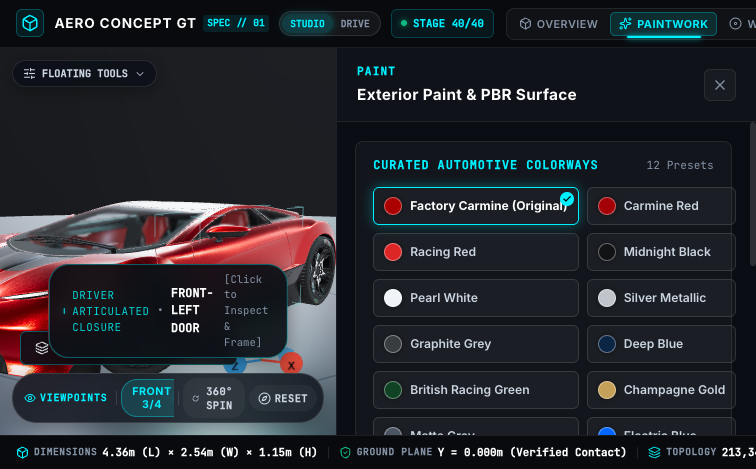 AERO CONCEPT GT SPEC // 01 STUDIO DRIVE STAGE 40/40 OVERVIEW PAINTWORK
FLOATING TOOLS
PAINT
Exterior Paint & PBR Surface
CURATED AUTOMOTIVE COLORWAYS 12 Presets
Factory Carmine (Original) Carmine Red
Racing Red Midnight Black
Pearl White Silver Metallic
Graphite Grey Deep Blue
British Racing Green Champagne Gold
Matte Grey Electric Blue
DRIVER
ARTICULATED
CLOSURE
•
FRONT-
LEFT
DOOR
[Click
to
Inspect
&
Frame]
Z X
VIEWPOINTS
FRONT
3/4
360°
SPIN
RESET
DIMENSIONS 4.36m (L) × 2.54m (W) × 1.15m (H) GROUND PLANE Y = 0.000m (Verified Contact) TOPOLOGY